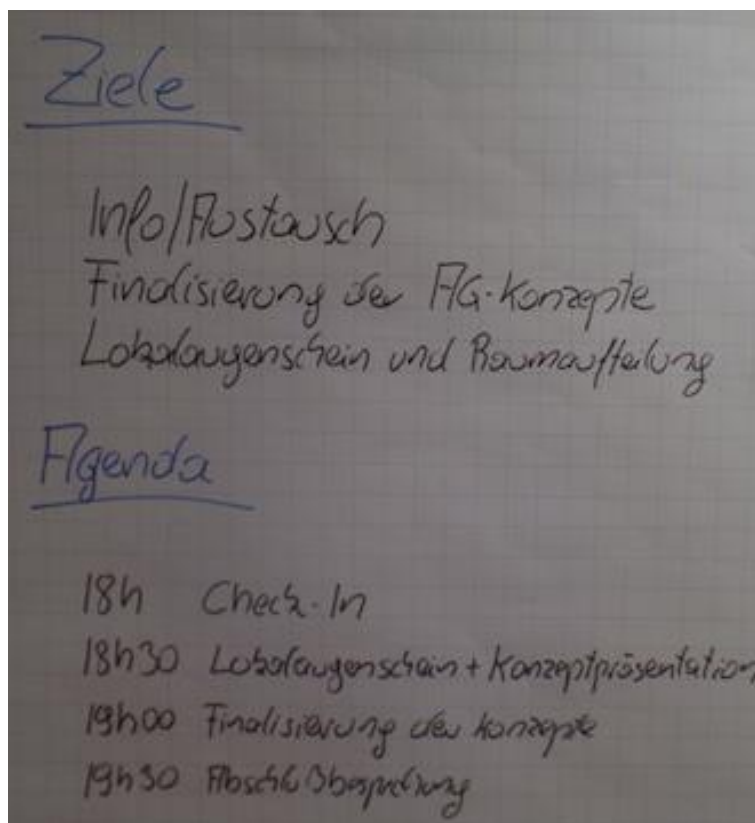 Ziele
Info/Austausch
Finalisierung der AG-Konzepte
Lokalaugenschein und Raumaufteilung
Agenda
18h Check-In
18h30 Lokalaugenschein + Konzeptpräsentation
19h00 Finalisierung der Konzepte
19h30 Abschlußbesprechung